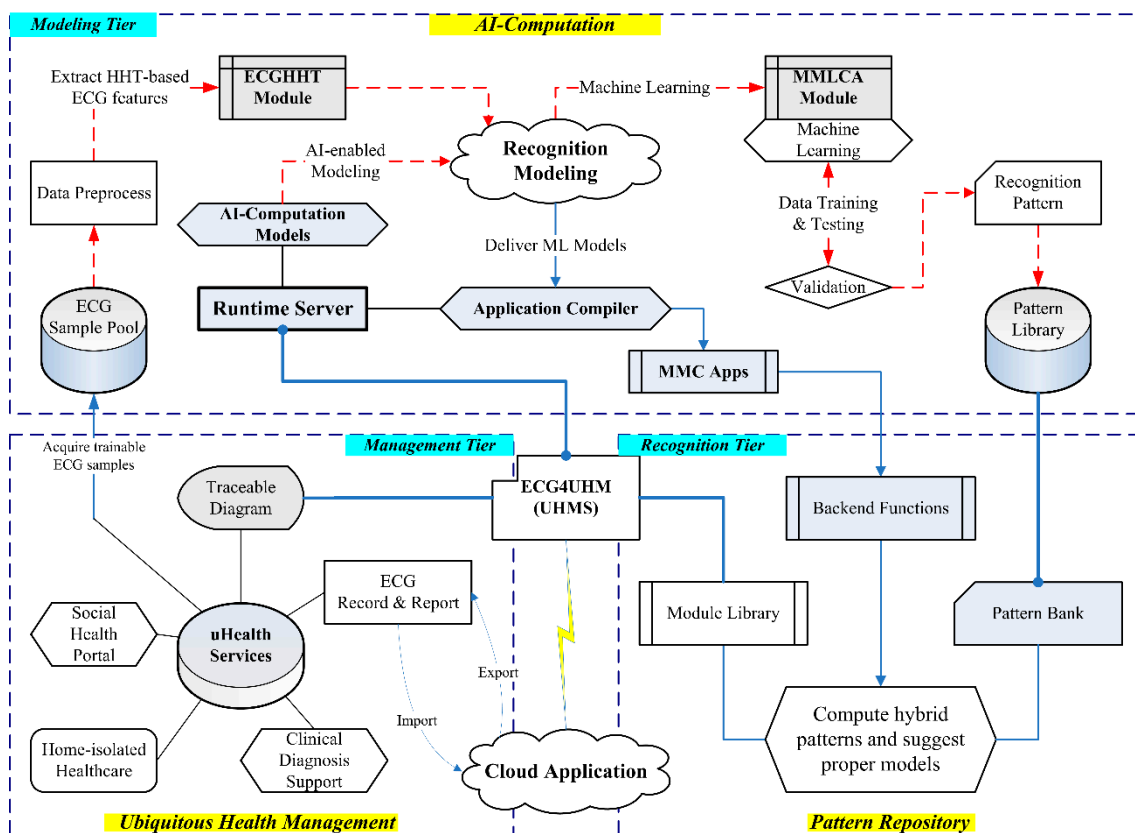 Modeling Tier
AI-Computation
Extract HHT-based
ECG features
ECGHHT
Module
Machine Learning
MMLCA
Module
Machine
Learning
Recognition
Modeling
AI-enabled
Modeling
Data Preprocess
AI-Computation
Models
Data Training
& Testing
Recognition
Pattern
Deliver ML Models
Validation
ECG
Sample Pool
Runtime Server
Application Compiler
Pattern
Library
MMC Apps
Acquire trainable
ECG samples
Management Tier
Recognition Tier
Traceable
Diagram
ECG4UHM
(UHMS)
Backend Functions
ECG
Record & Report
Module Library
Pattern Bank
Social
Health
Portal
uHealth
Services
Export
Import
Home-isolated
Healthcare
Clinical
Diagnosis
Support
Cloud Application
Compute hybrid
patterns and suggest
proper models
Ubiquitous Health Management
Pattern Repository